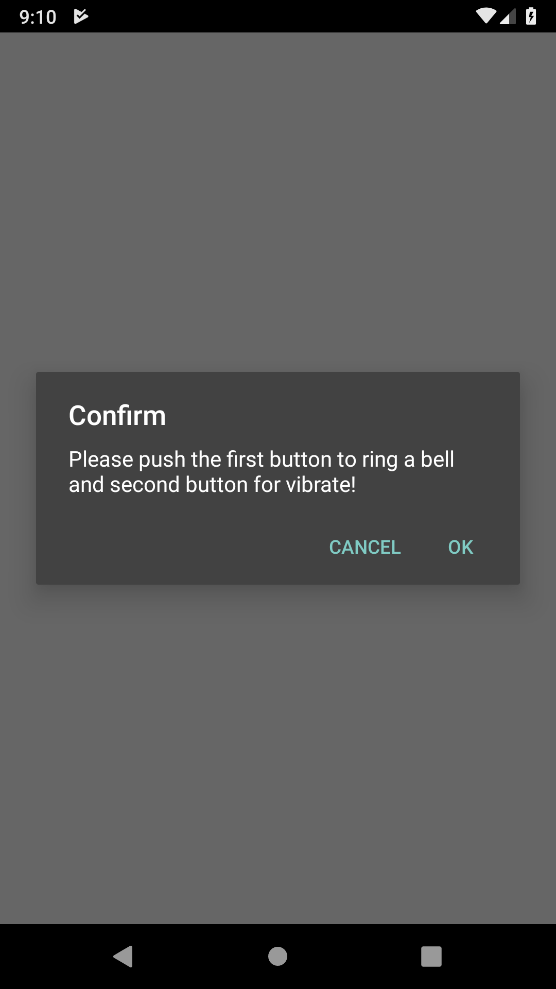 9:10
Confirm
Please push the first button to ring a bell
and second button for vibrate!
CANCEL OK